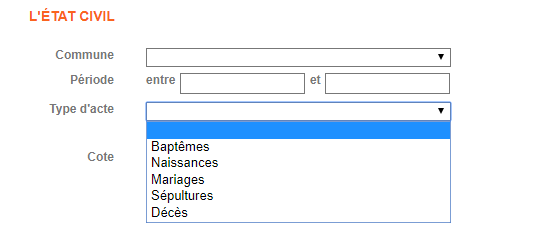 L'ÉTAT CIVIL
Commune
Période entre et
Type d'acte
Baptêmes
Cote
Naissances
Mariages
Sépultures
Décès